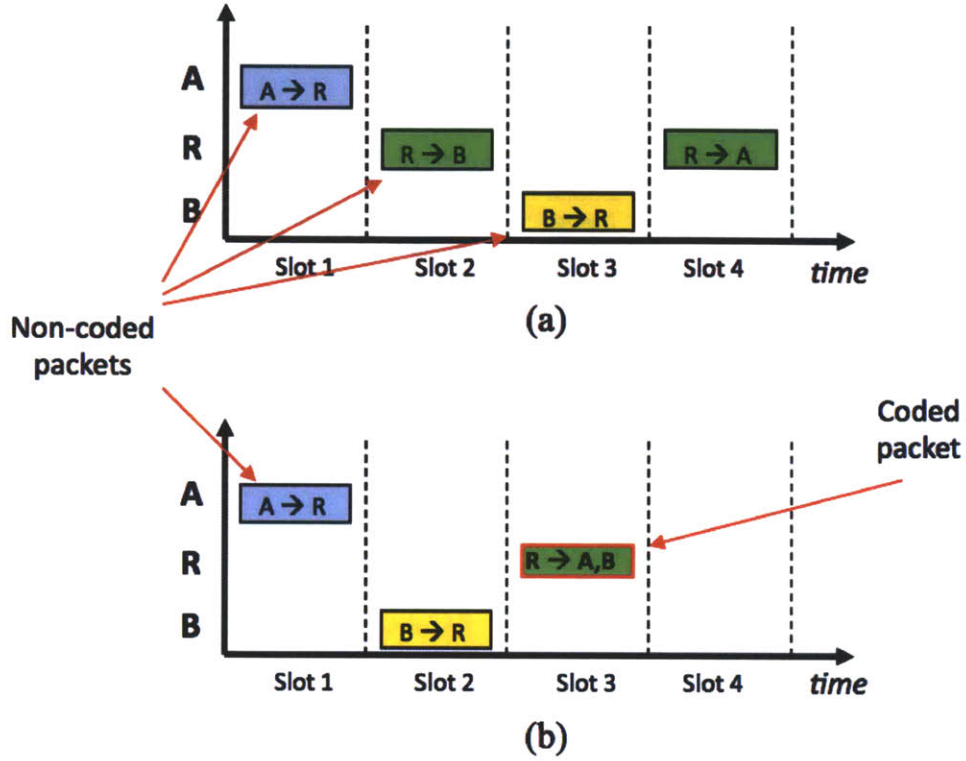 A
A → R
R
R → B
R → A
B
B → R
Slot 1
Slot 2
Slot 3
Slot 4
time
(a)
Non-coded
packets
Coded
packet
A
A → R
R
R → A,B
B
B → R
Slot 1
Slot 2
Slot 3
Slot 4
time
(b)